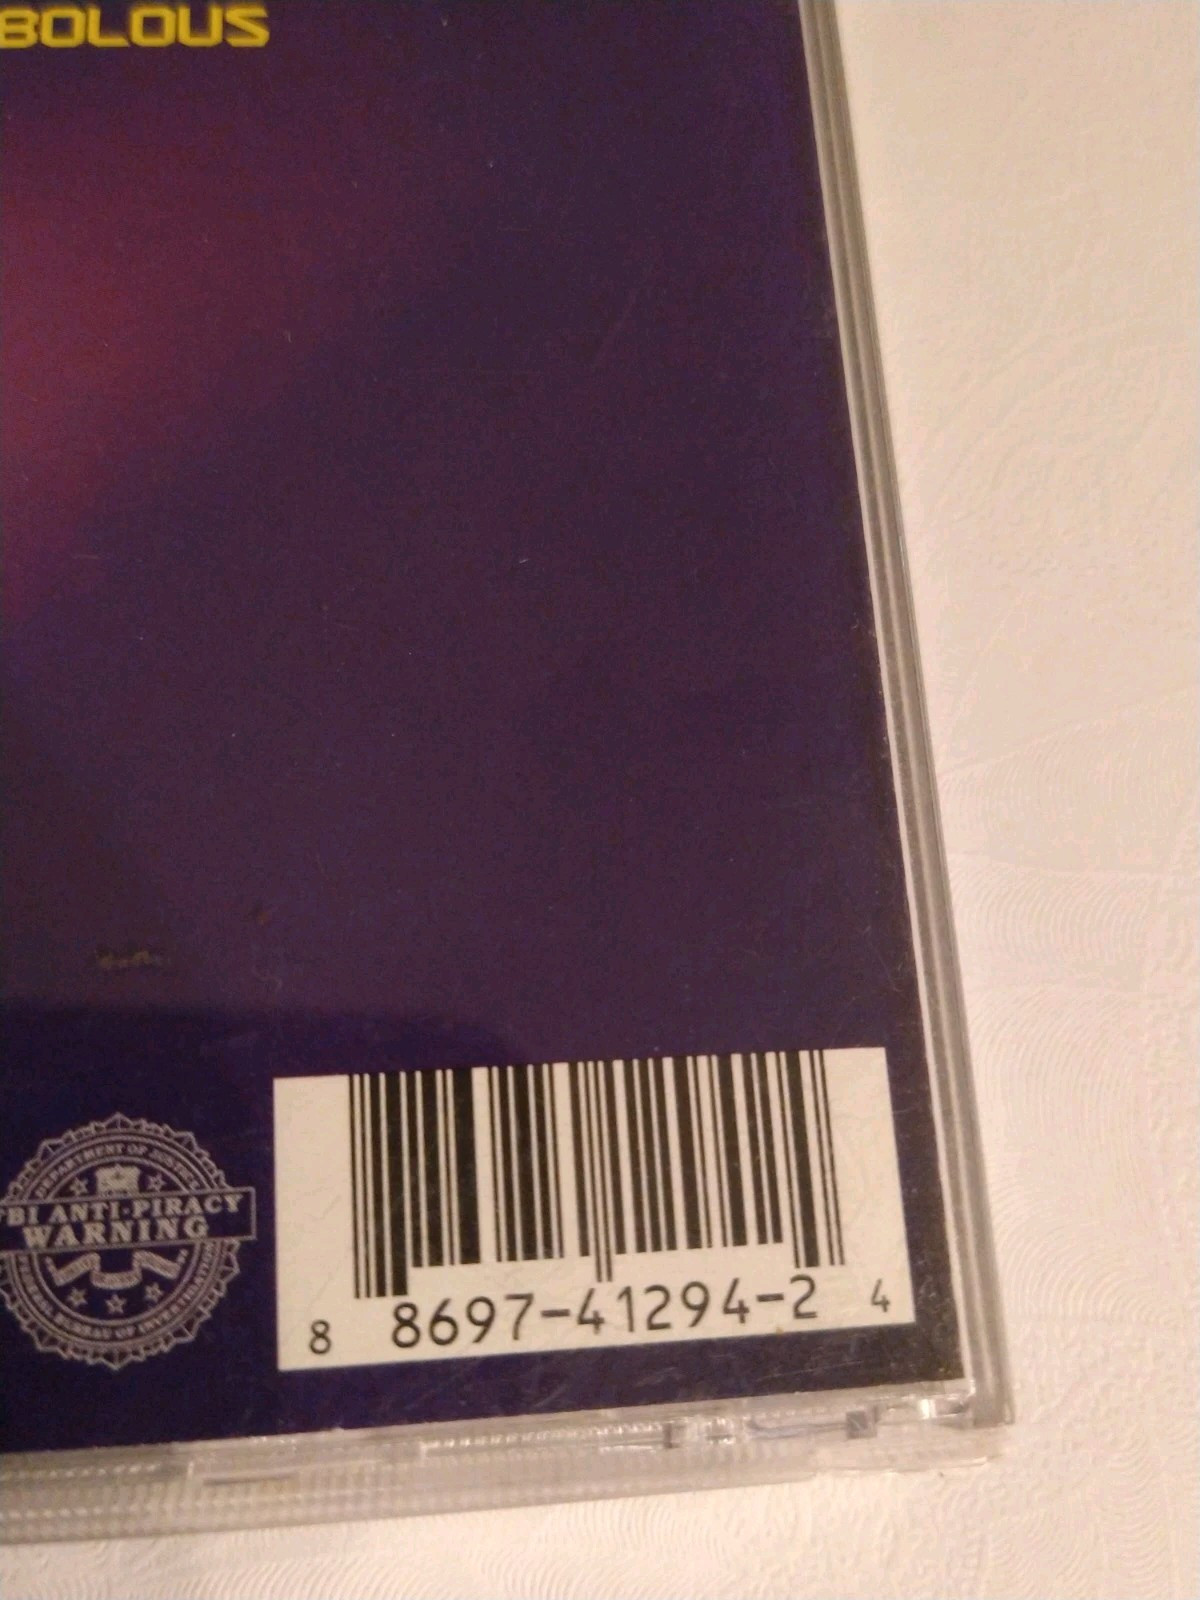 BOLOUS
DEPARTMENT OF JUSTICE
FBI ANTI-PIRACY
WARNING
FEDERAL BUREAU OF INVESTIGATION
8 8697-41294-2 4